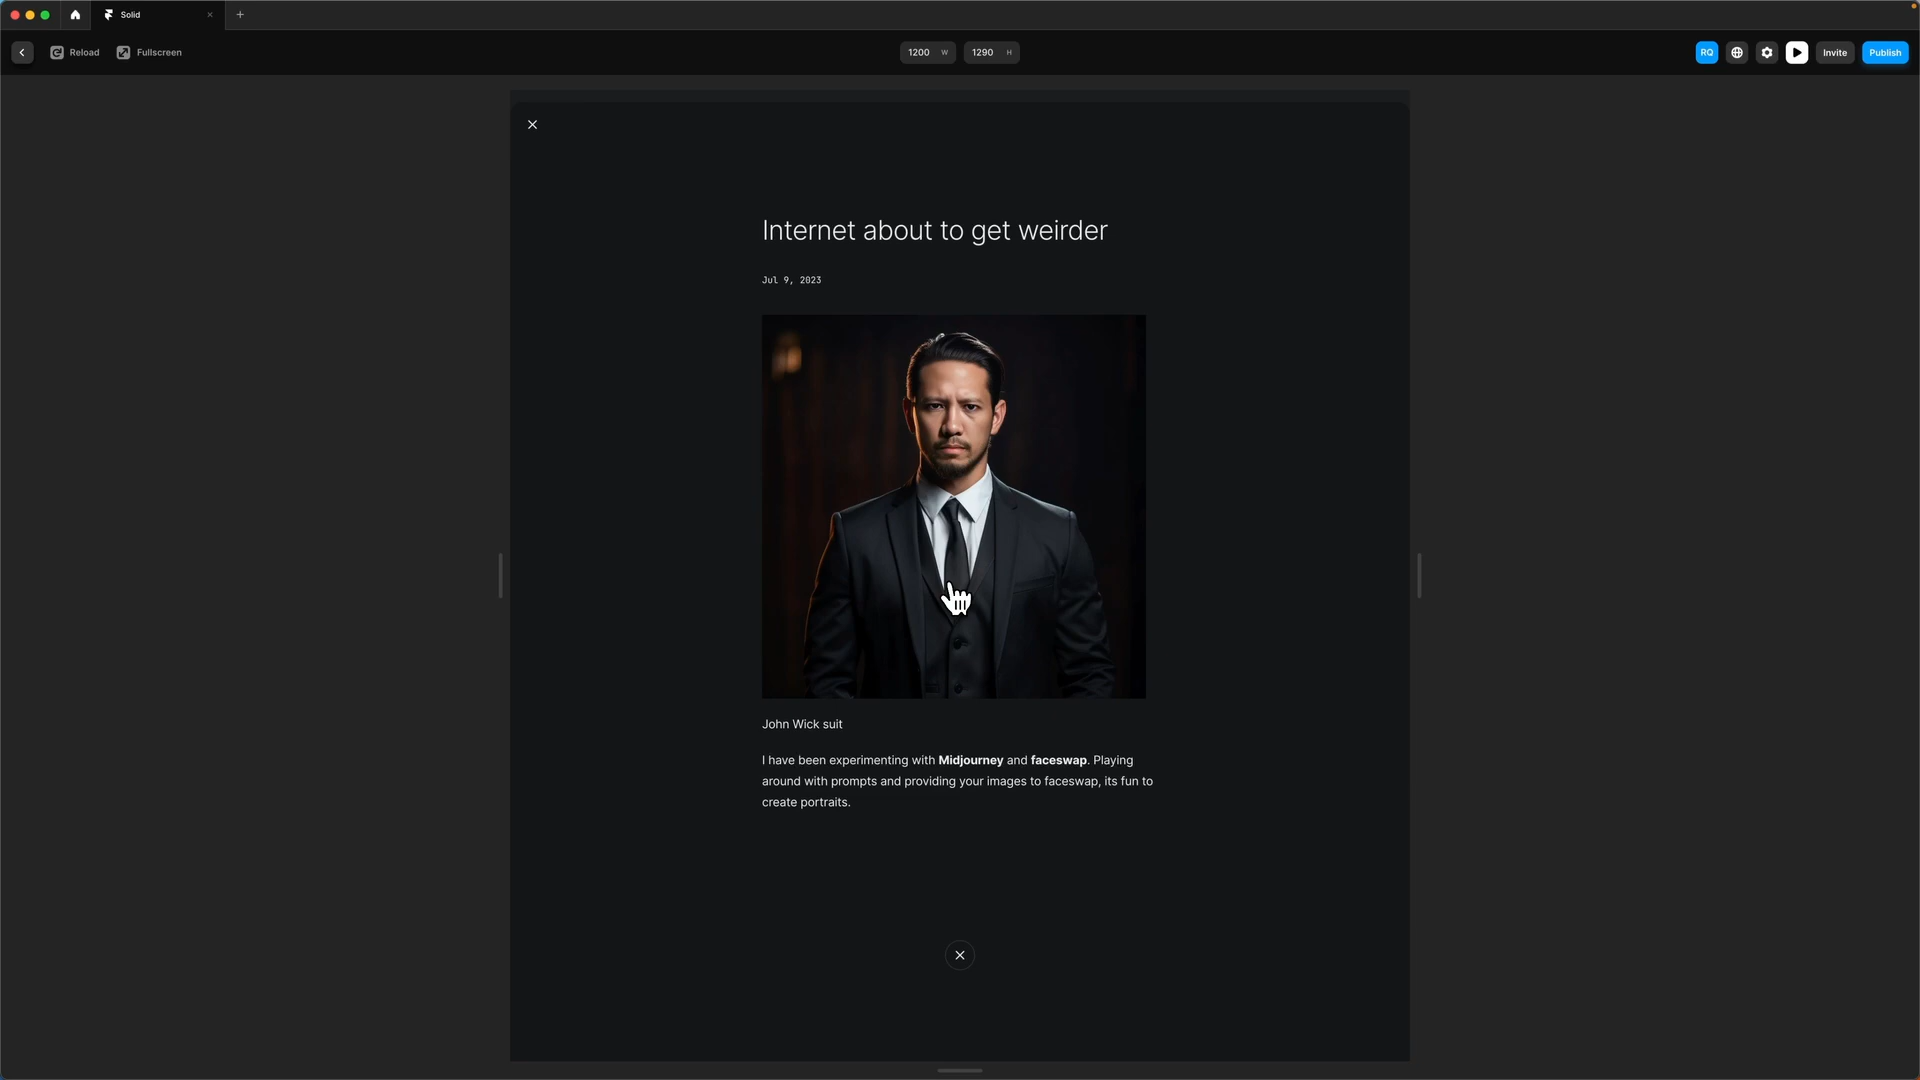 Solid
Reload
Fullscreen
1200 W
1290 H
RQ
Invite
Publish
Internet about to get weirder
Jul 9, 2023
John Wick suit
I have been experimenting with Midjourney and faceswap. Playing
around with prompts and providing your images to faceswap, its fun to
create portraits.